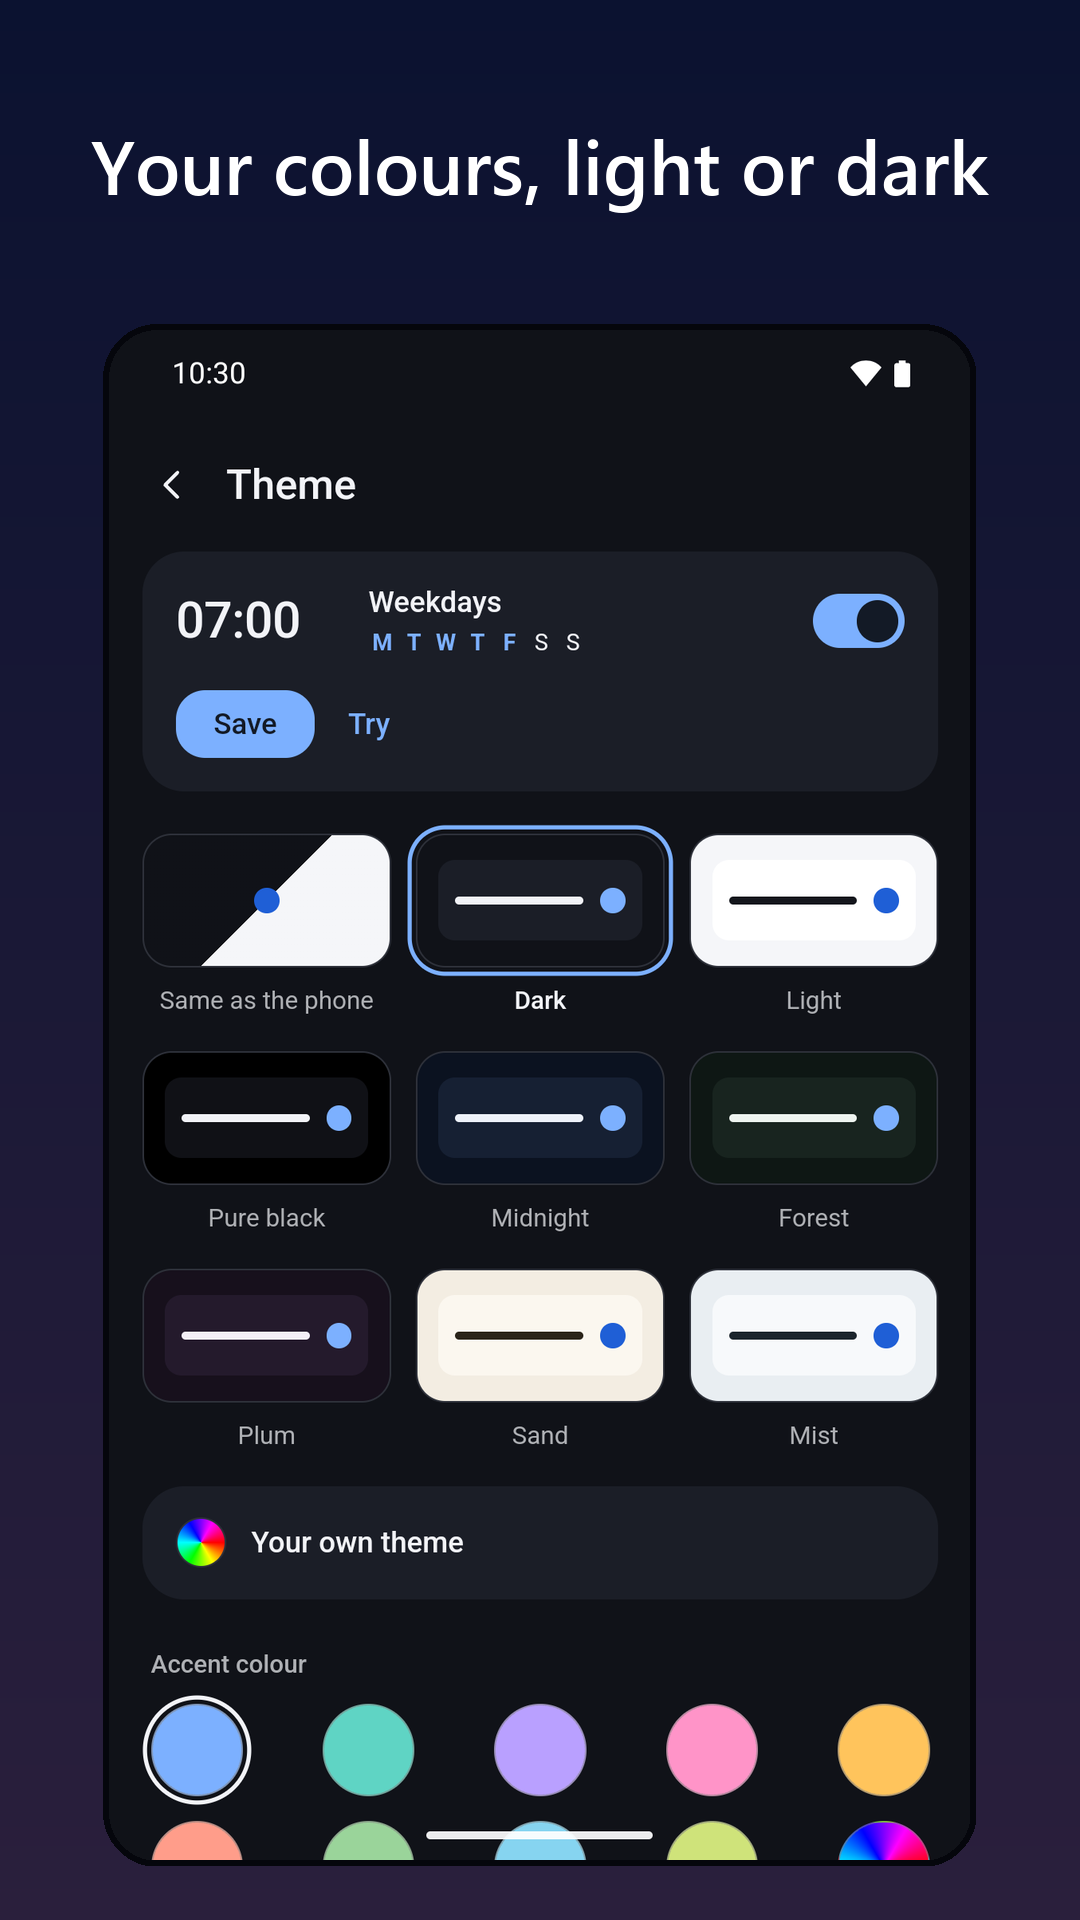 Your colours, light or dark
10:30
Theme
07:00
Weekdays
M T W T F S S
Save
Try
Same as the phone
Dark
Light
Pure black
Midnight
Forest
Plum
Sand
Mist
Your own theme
Accent colour